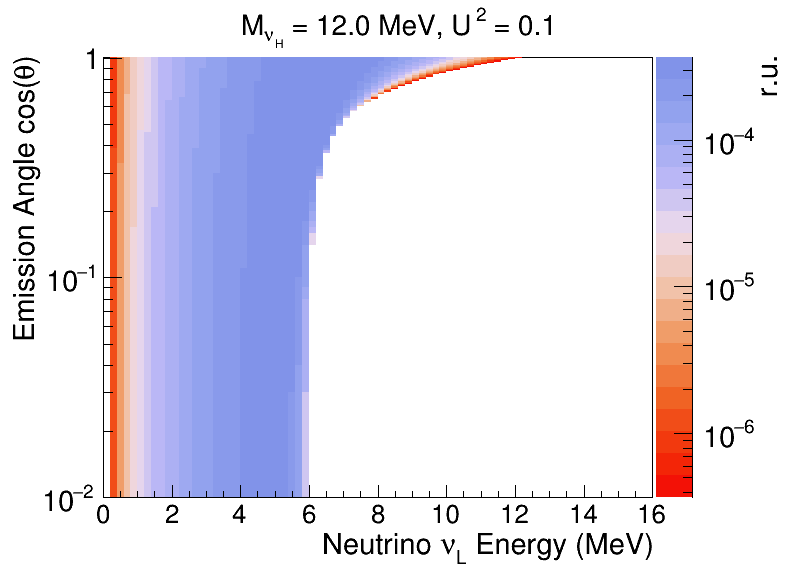 M_{ν_H} = 12.0 MeV, U² = 0.1
Emission Angle cos(θ)
1
10⁻¹
10⁻²
0 2 4 6 8 10 12 14 16
Neutrino ν_L Energy (MeV)
r.u.
10⁻⁴
10⁻⁵
10⁻⁶